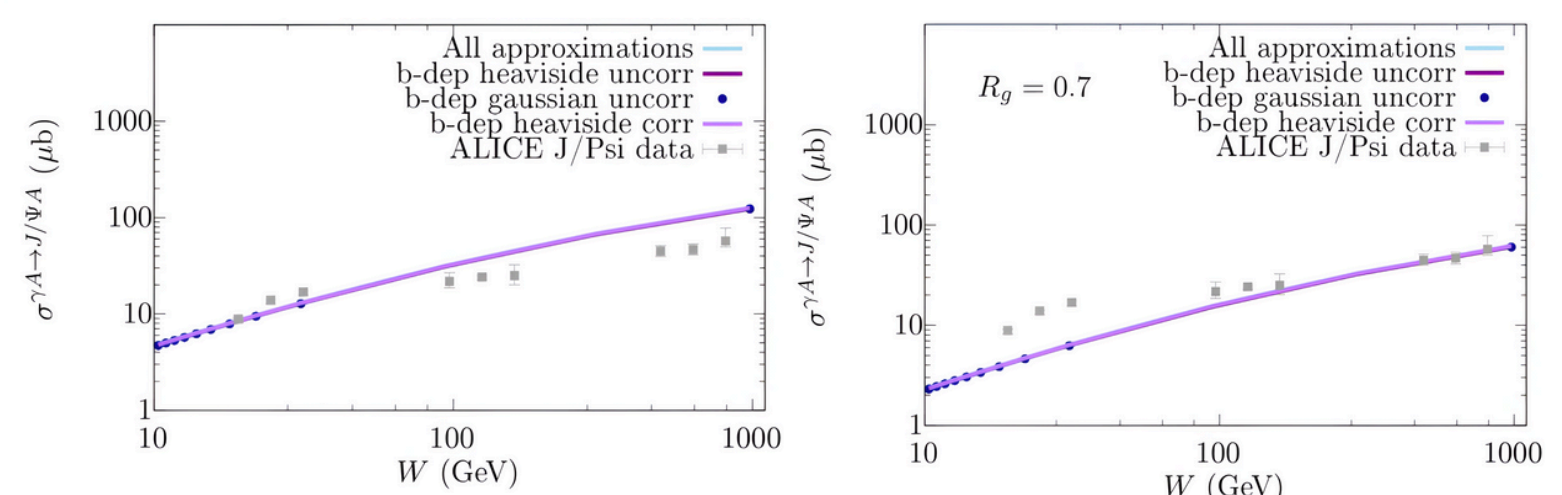 All approximations
b-dep heaviside uncorr
b-dep gaussian uncorr
b-dep heaviside corr
ALICE J/Psi data
1000
100
10
1
10
100
1000
W (GeV)
σ^{γA→J/ΨA} (μb)
R_g = 0.7
All approximations
b-dep heaviside uncorr
b-dep gaussian uncorr
b-dep heaviside corr
ALICE J/Psi data
1000
100
10
1
10
100
1000
W (GeV)
σ^{γA→J/ΨA} (μb)